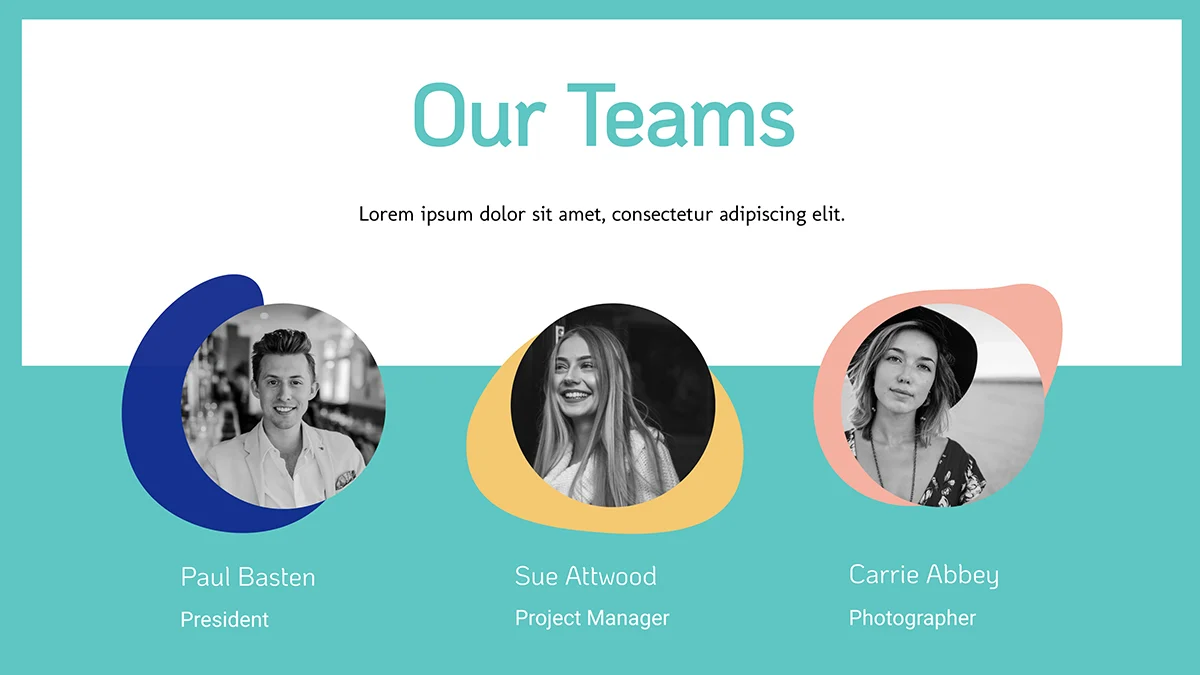 Our Teams
Lorem ipsum dolor sit amet, consectetur adipiscing elit.
Paul Basten
President
Sue Attwood
Project Manager
Carrie Abbey
Photographer